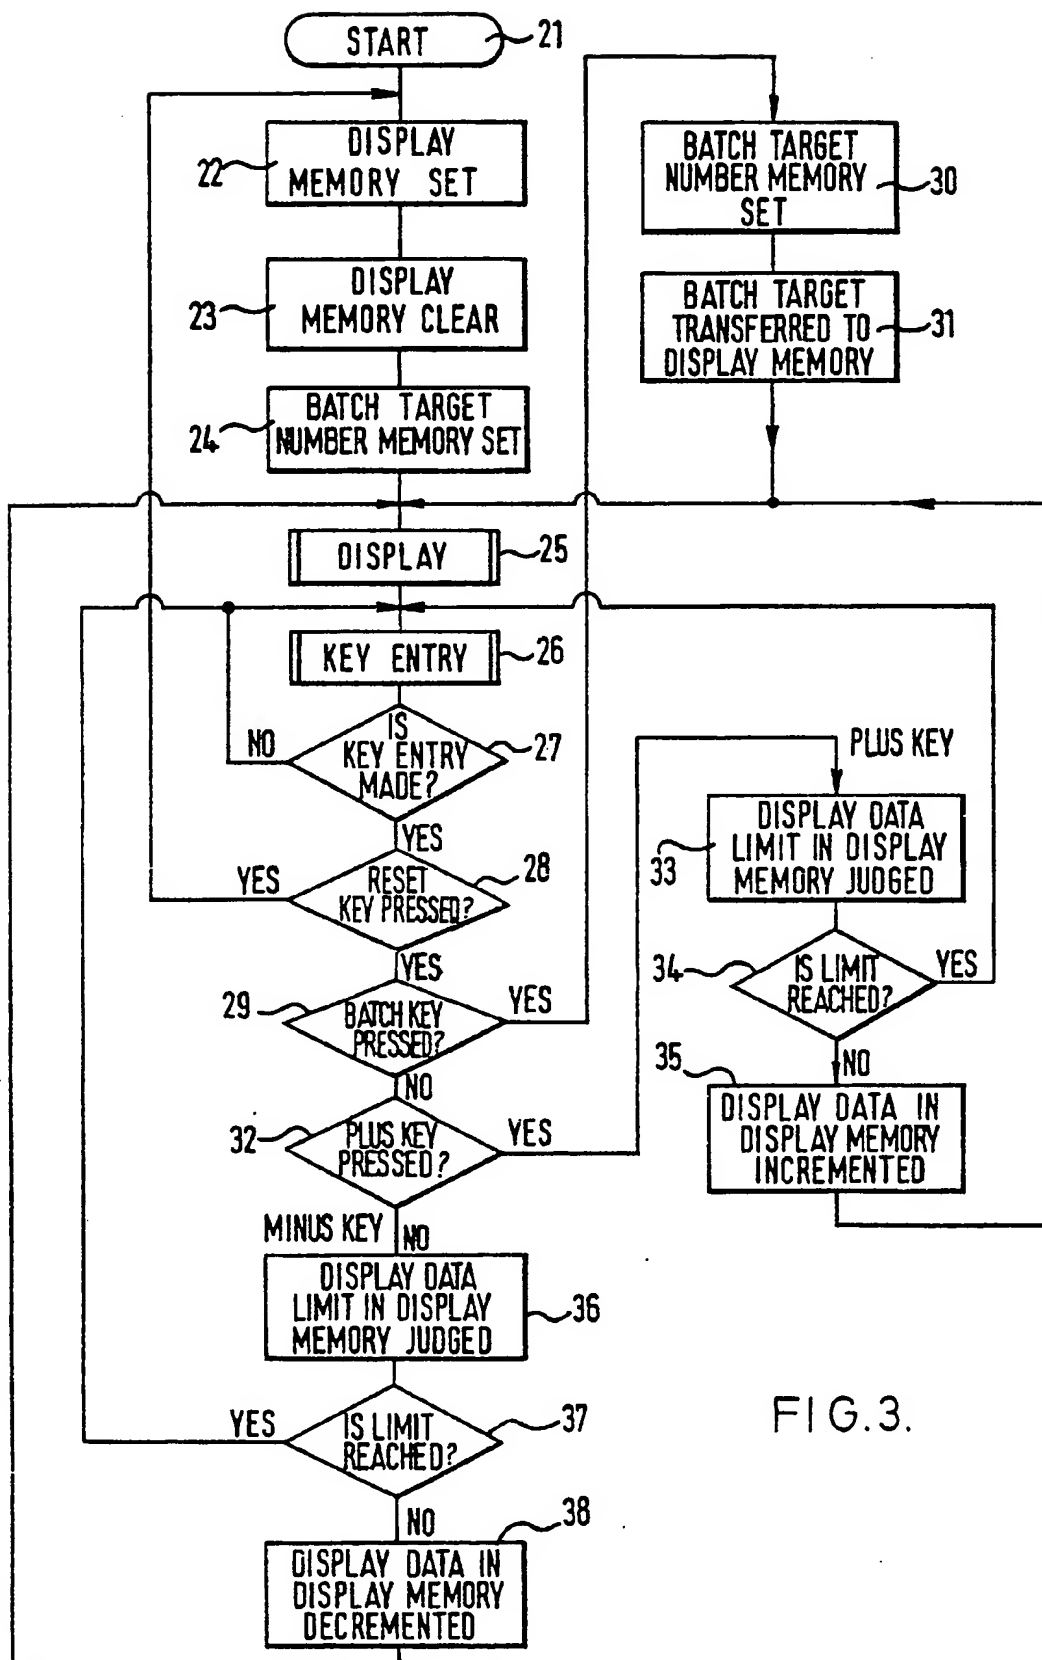 START
21
DISPLAY
MEMORY SET
22
DISPLAY
MEMORY CLEAR
23
BATCH TARGET
NUMBER MEMORY SET
24
BATCH TARGET
NUMBER MEMORY
SET
30
BATCH TARGET
TRANSFERRED TO
DISPLAY MEMORY
31
DISPLAY
25
KEY ENTRY
26
IS
KEY ENTRY
MADE?
27
NO
YES
RESET
KEY PRESSED?
28
YES
YES
BATCH KEY
PRESSED?
29
YES
NO
PLUS KEY
PRESSED?
32
YES
PLUS KEY
DISPLAY DATA
LIMIT IN DISPLAY
MEMORY JUDGED
33
IS LIMIT
REACHED?
34
YES
NO
35
DISPLAY DATA IN
DISPLAY MEMORY
INCREMENTED
MINUS KEY
NO
DISPLAY DATA
LIMIT IN DISPLAY
MEMORY JUDGED
36
IS LIMIT
REACHED?
37
YES
NO
38
DISPLAY DATA IN
DISPLAY MEMORY
DECREMENTED
FIG.3.